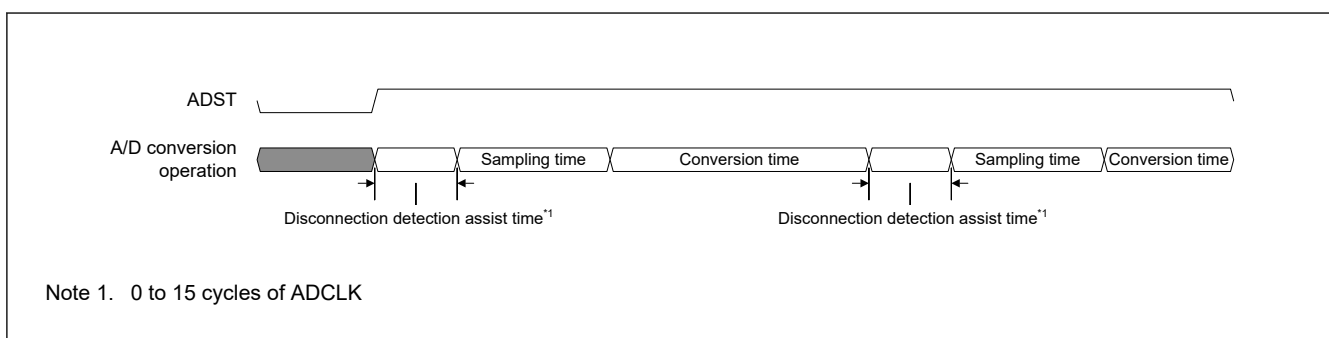 ADST
A/D conversion
operation
Sampling time
Conversion time
Sampling time
Conversion time
Disconnection detection assist time*1
Disconnection detection assist time*1
Note 1. 0 to 15 cycles of ADCLK